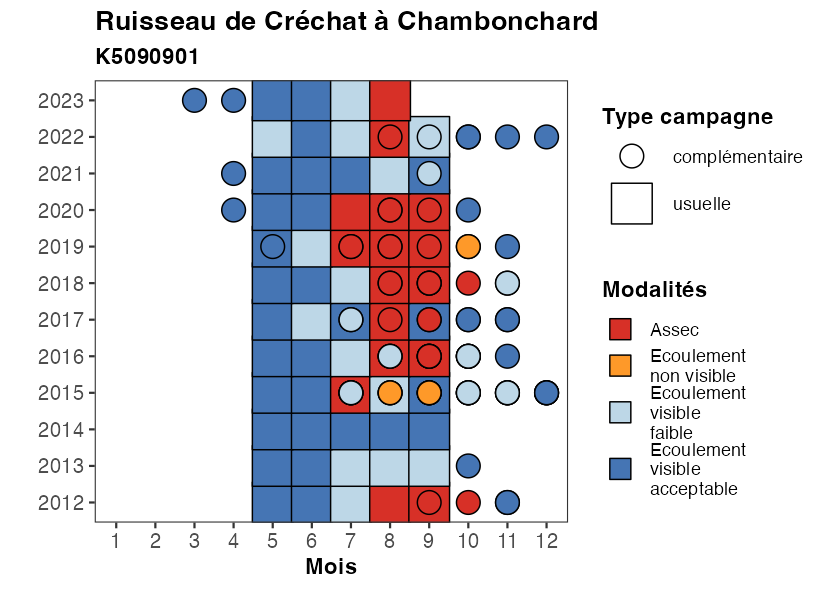 Ruisseau de Créchat à Chambonchard
K5090901
2023
2022
2021
2020
2019
2018
2017
2016
2015
2014
2013
2012
1 2 3 4 5 6 7 8 9 10 11 12
Mois
Type campagne
complémentaire
usuelle
Modalités
Assec
Ecoulement
non visible
Ecoulement
visible
faible
Ecoulement
visible
acceptable